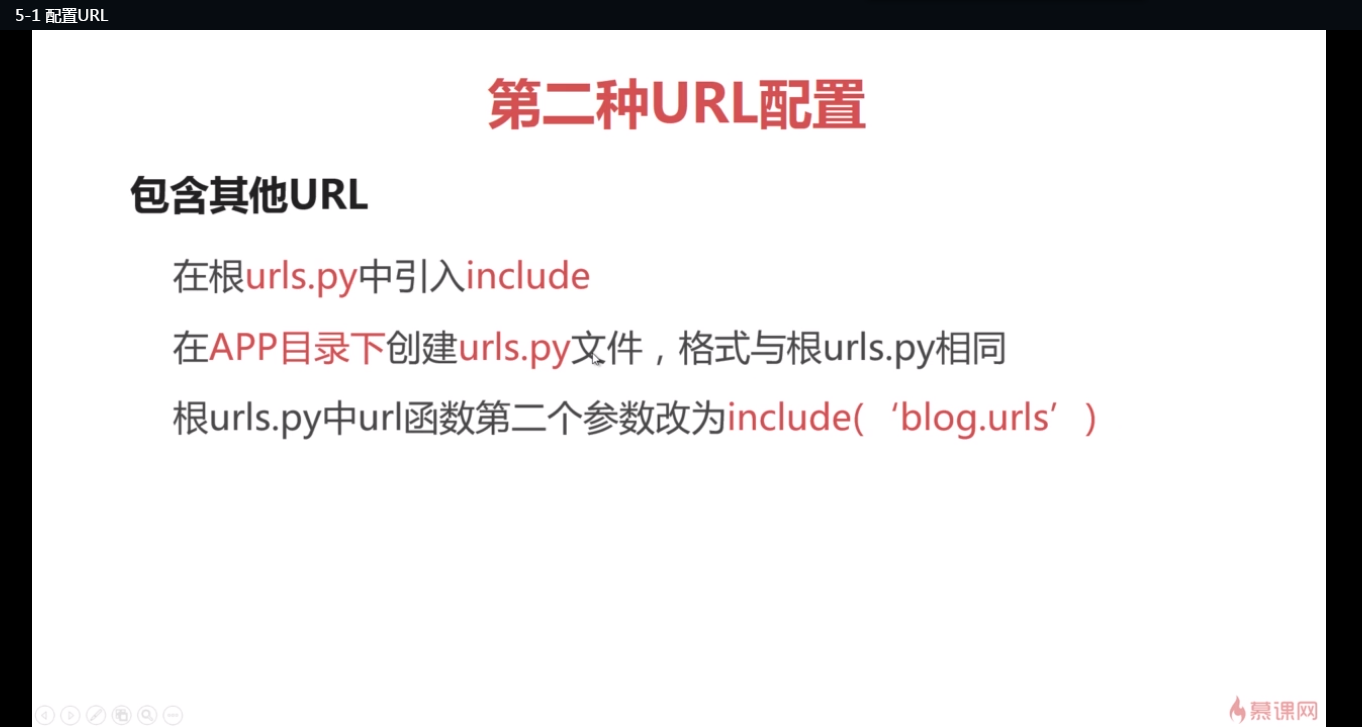 5-1 配置URL
第二种URL配置
包含其他URL
在根urls.py中引入include
在APP目录下创建urls.py文件，格式与根urls.py相同
根urls.py中url函数第二个参数改为include(‘blog.urls’)
慕课网